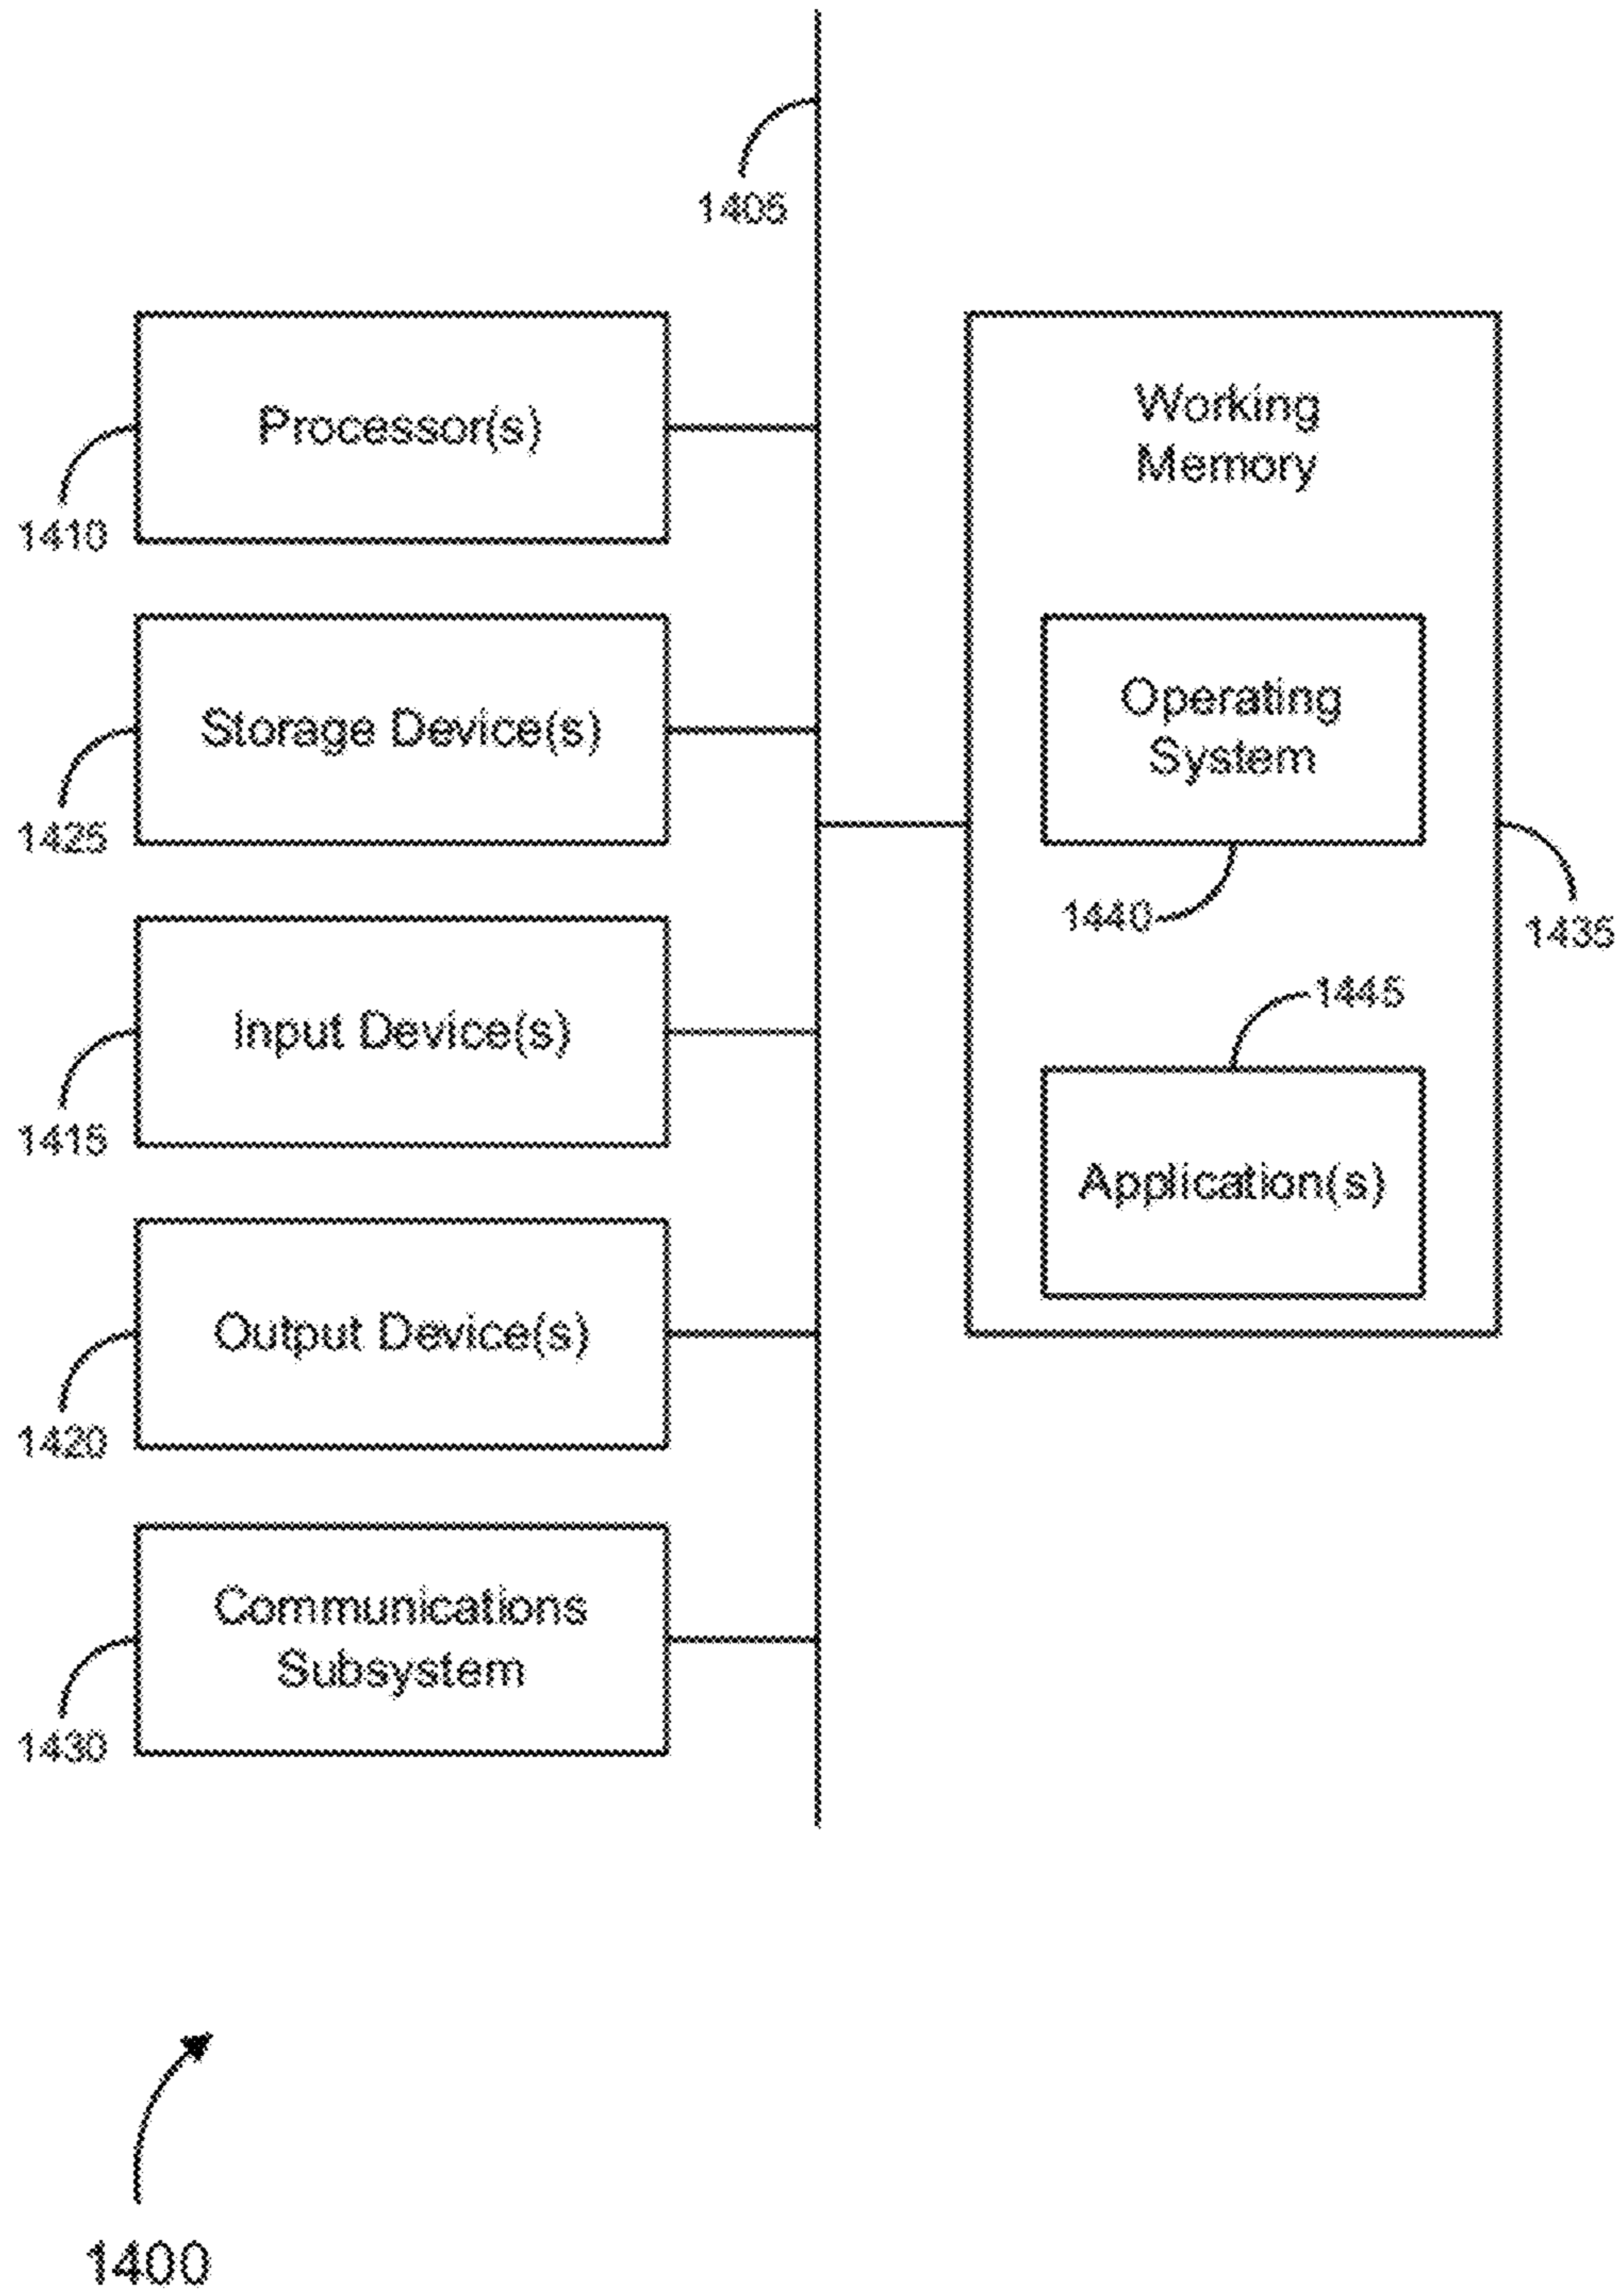 1405
Processor(s)
1410
Storage Device(s)
1425
Input Device(s)
1415
Output Device(s)
1420
Communications
Subsystem
1430
Working
Memory
Operating
System
1440
1435
1445
Application(s)
1400